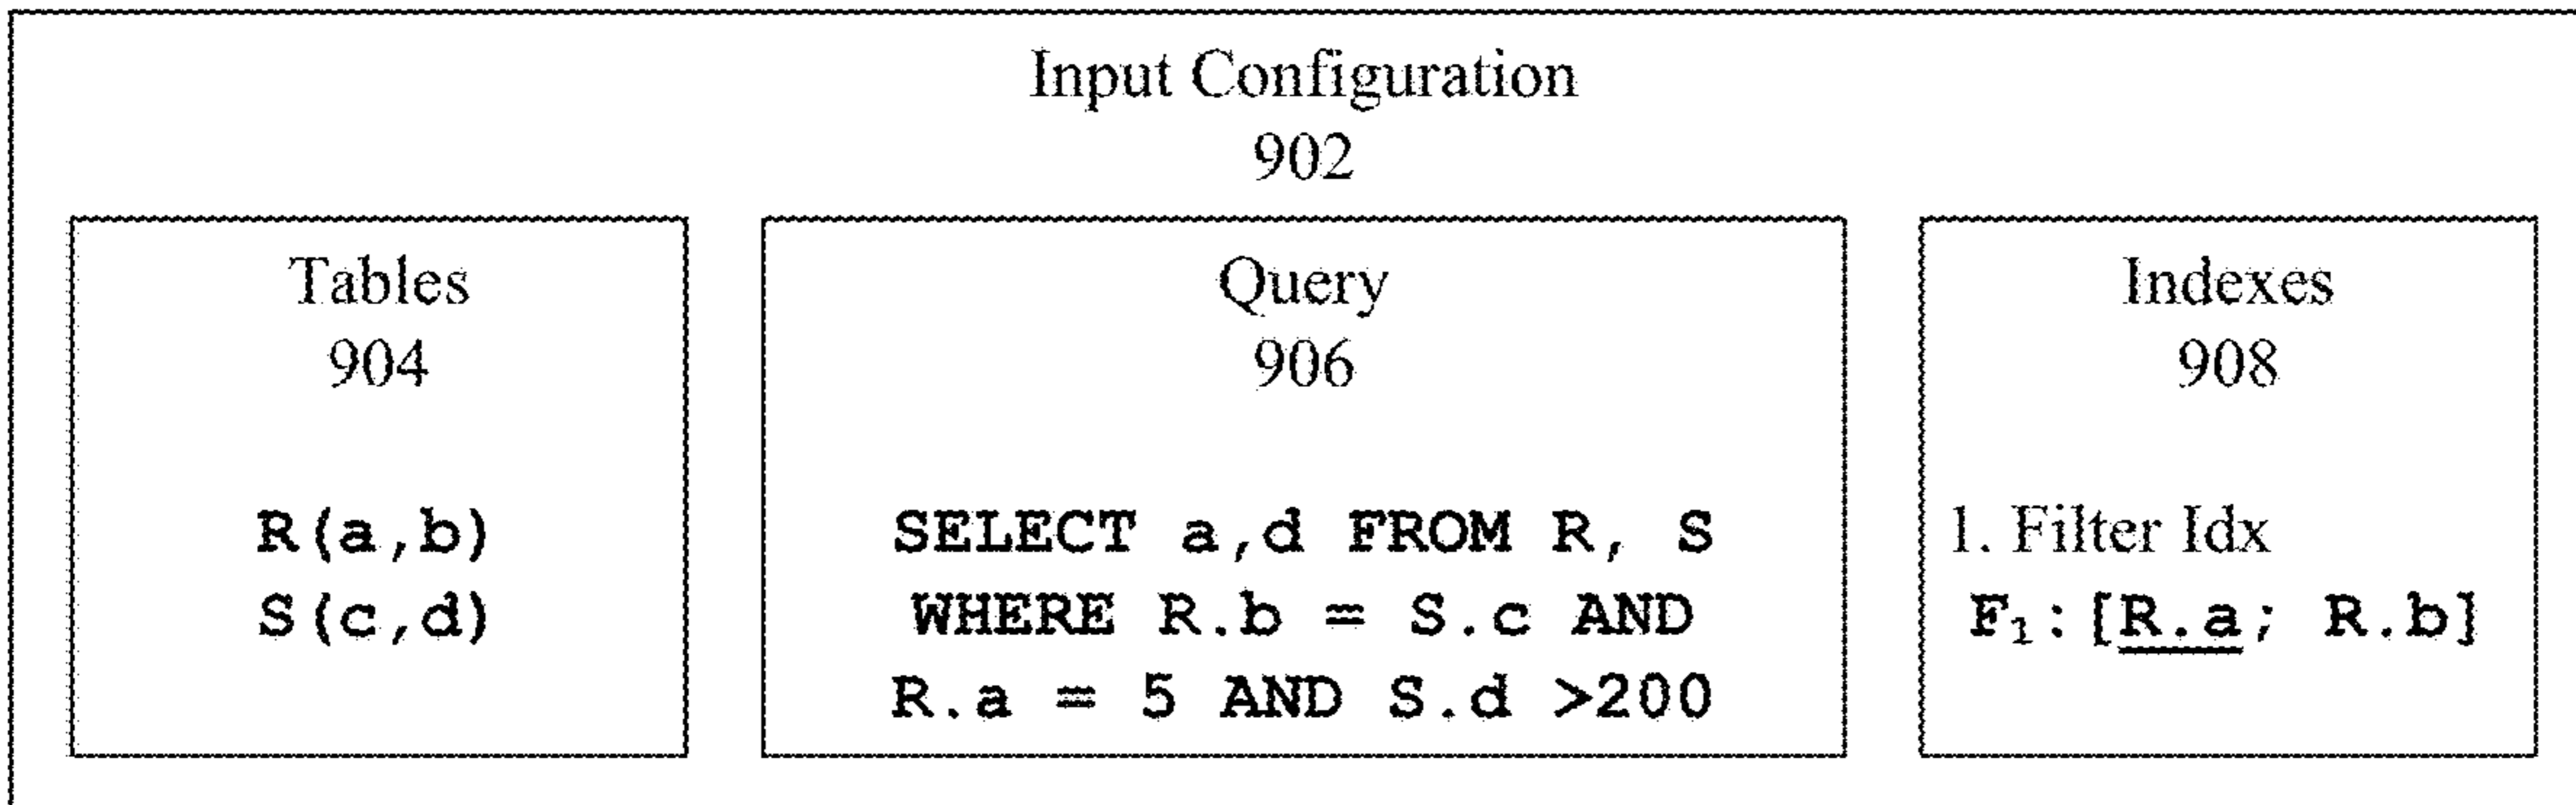 Input Configuration
902
Tables
904
R(a,b)
S(c,d)
Query
906
SELECT a,d FROM R, S
WHERE R.b = S.c AND
R.a = 5 AND S.d >200
Indexes
908
1. Filter Idx
F₁:[R.a; R.b]